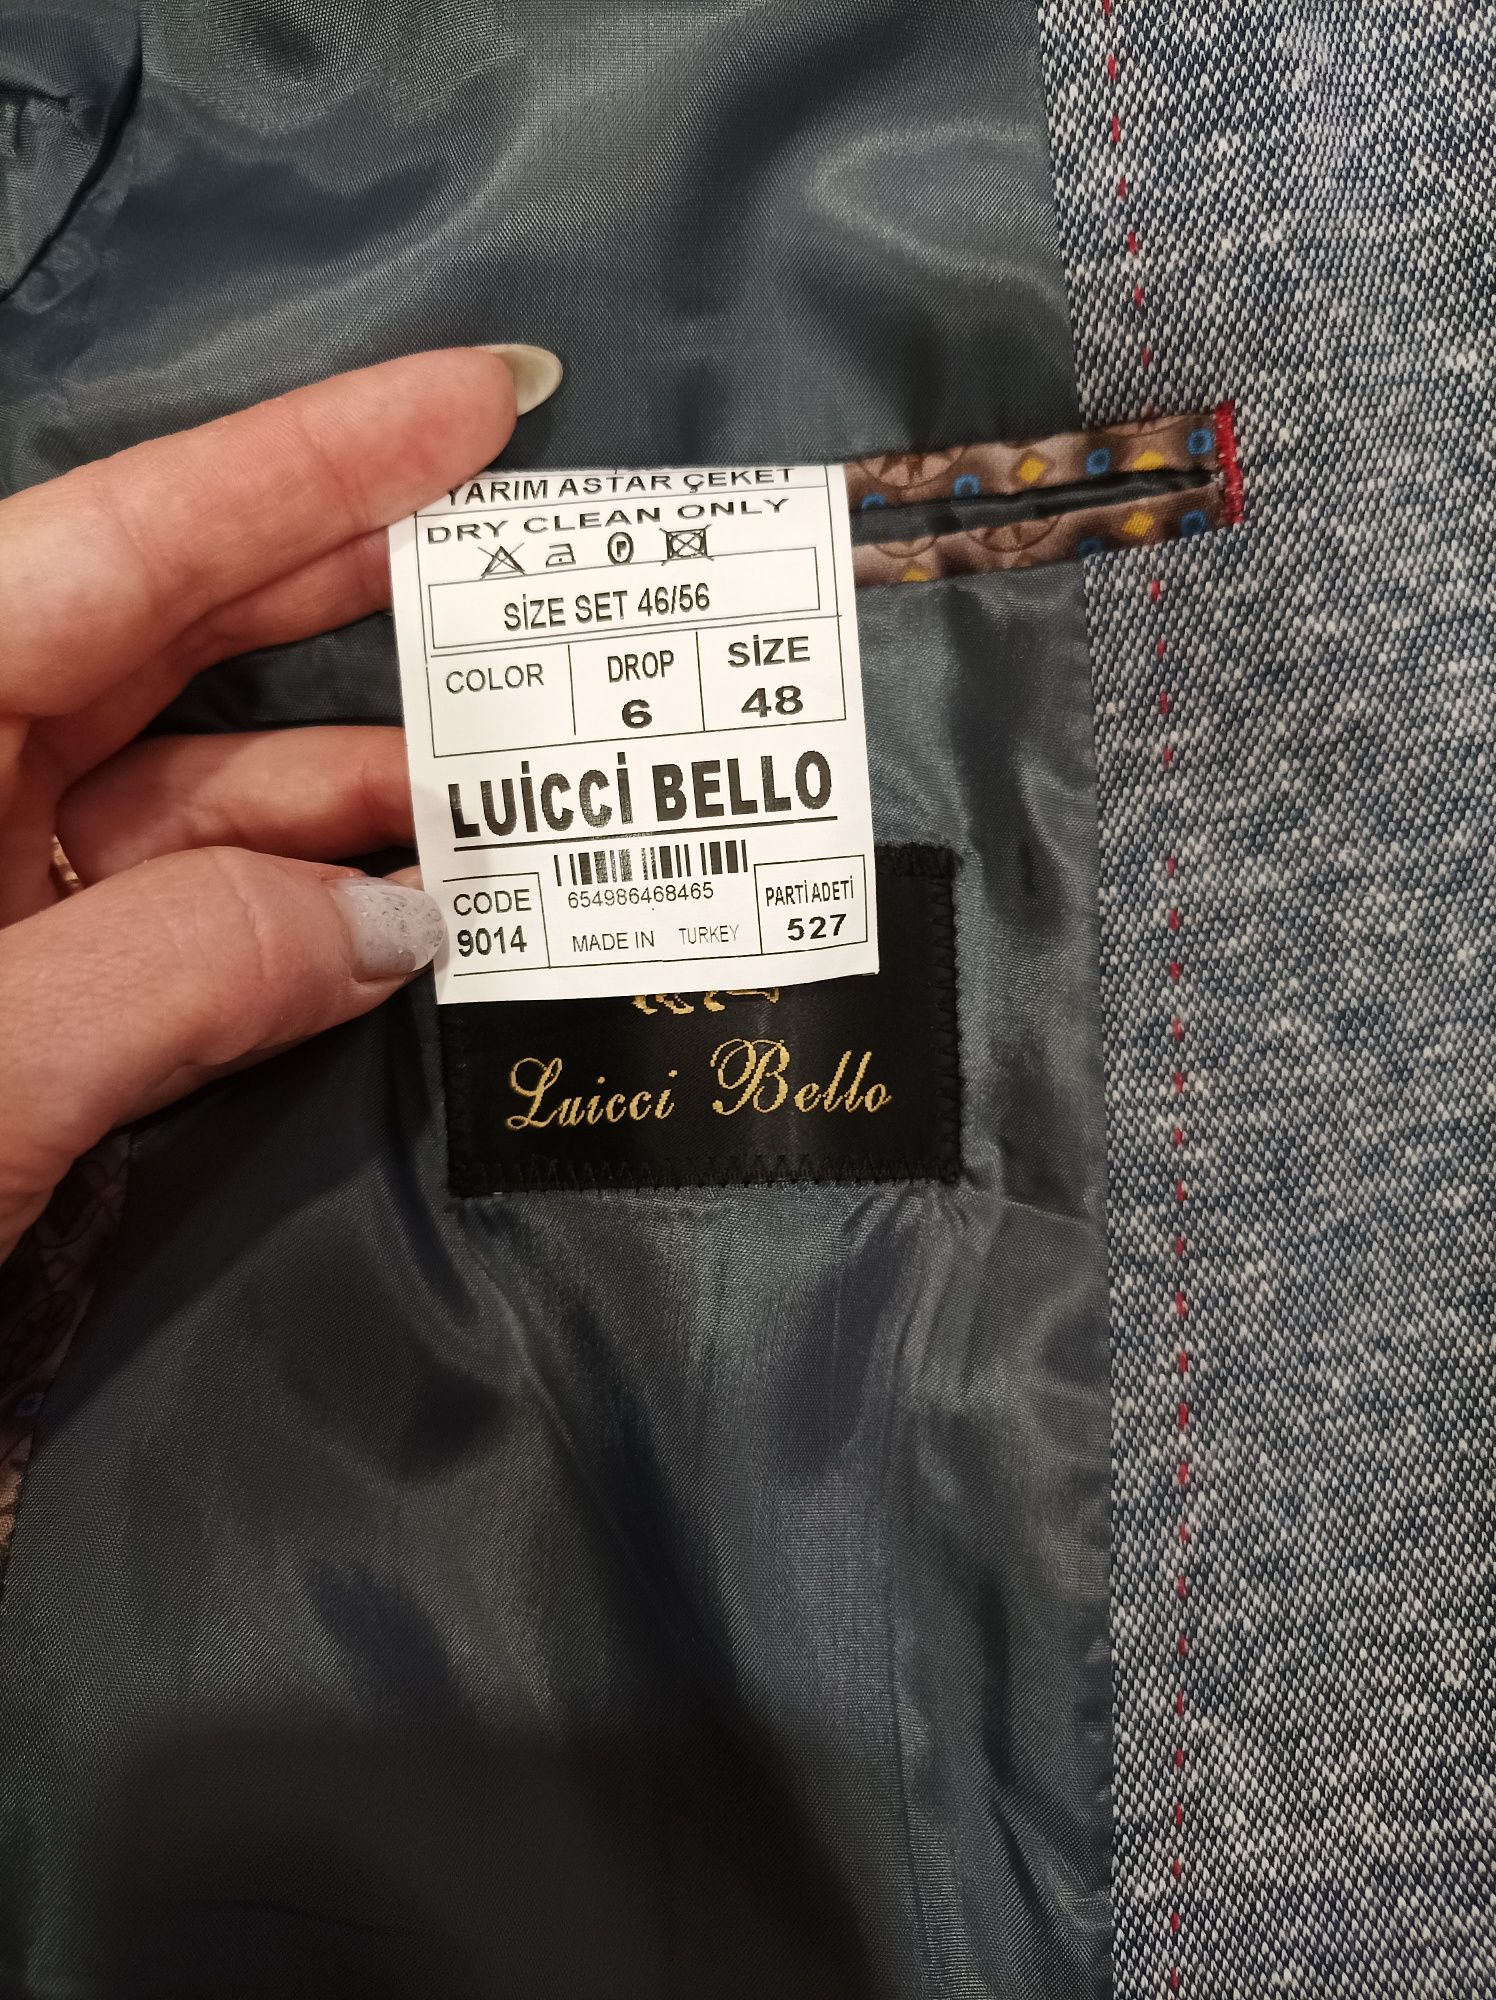 YARIM ASTAR ÇEKET
DRY CLEAN ONLY
P
SİZE SET 46/56
COLOR
DROP
6
SİZE
48
LUİCCİ BELLO
CODE
9014
654986468465
MADE IN TURKEY
PARTİ ADETİ
527
Luicci Bello